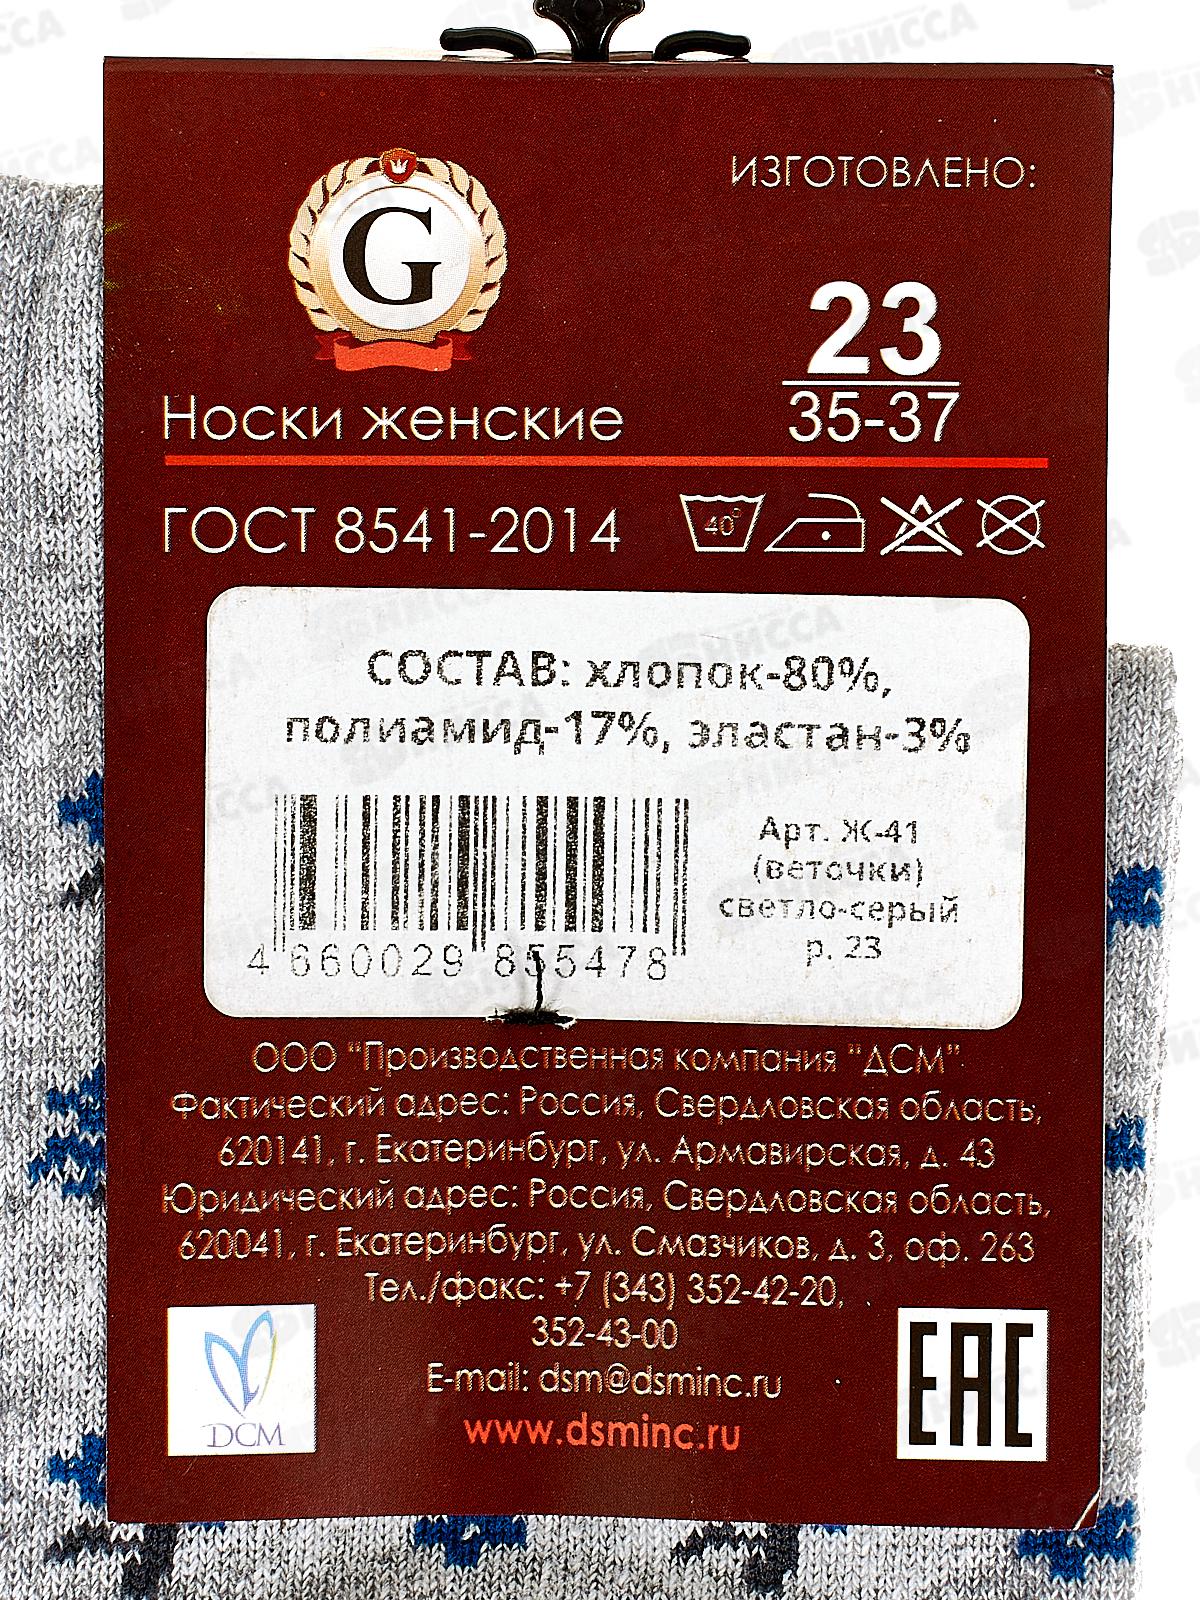 G
ИЗГОТОВЛЕНО:
23
35-37
Носки женские
ГОСТ 8541-2014
40°
СОСТАВ: хлопок-80%,
полиамид-17%, эластан-3%
Арт. Ж-41
(веточки)
светло-серый
р. 23
4 660029 855478
ООО "Производственная компания "ДСМ"
Фактический адрес: Россия, Свердловская область,
620141, г. Екатеринбург, ул. Армавирская, д. 43
Юридический адрес: Россия, Свердловская область,
620041, г. Екатеринбург, ул. Смазчиков, д. 3, оф. 263
Тел./факс: +7 (343) 352-42-20,
352-43-00
E-mail: dsm@dsminc.ru
www.dsminc.ru
DCM
EAC